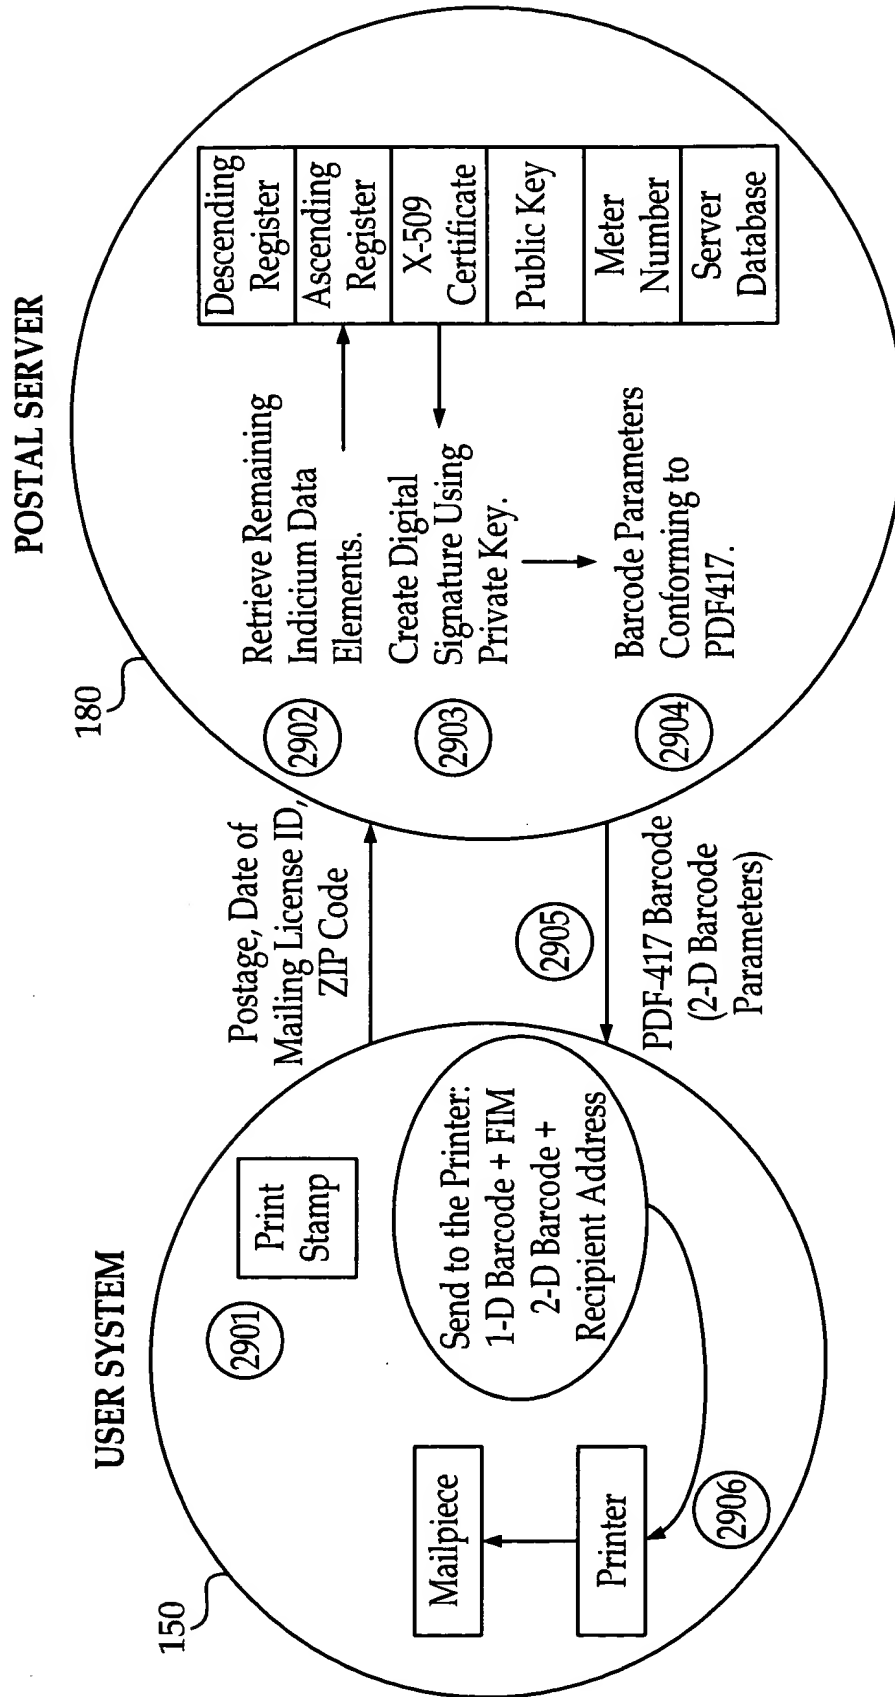 USER SYSTEM
150
2901
Print
Stamp
Send to the Printer:
1-D Barcode + FIM
2-D Barcode +
Recipient Address
Mailpiece
Printer
2906
Postage, Date of
Mailing License ID,
ZIP Code
2905
PDF-417 Barcode
(2-D Barcode
Parameters)
POSTAL SERVER
180
2902
Retrieve Remaining
Indicium Data
Elements.
2903
Create Digital
Signature Using
Private Key.
2904
Barcode Parameters
Conforming to
PDF417.
Descending
Register
Ascending
Register
X-509
Certificate
Public Key
Meter
Number
Server
Database